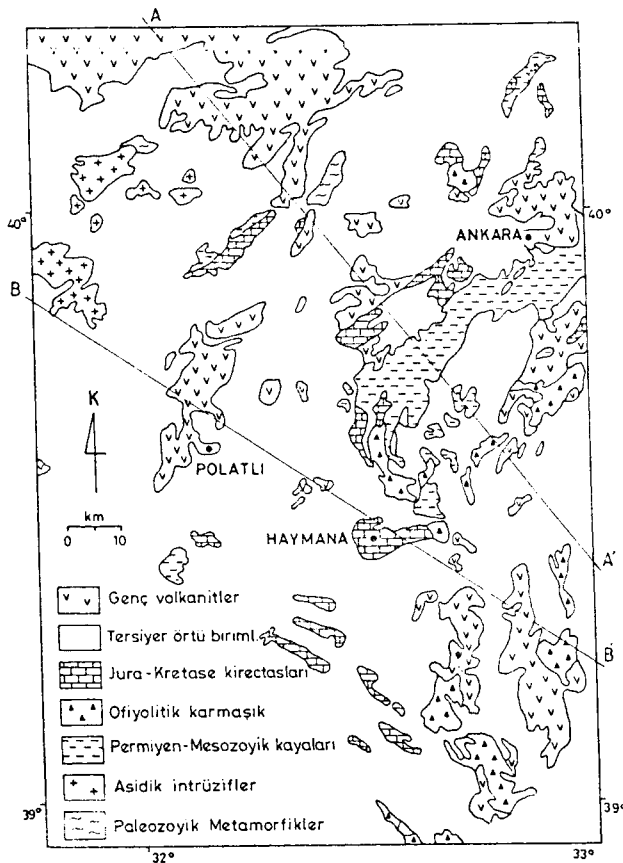 A
40°
40°
ANKARA
B
K
POLATLI
km
0 10
HAYMANA
A'
B'
Genç volkanitler
Tersiyer örtü biriml.
Jura-Kretase kirectasları
Ofiyolitik karmaşık
Permiyen-Mesozoyik kayaları
Asidik intrüzifler
Paleozoyik Metamorfikler
39°
39°
32°
33°